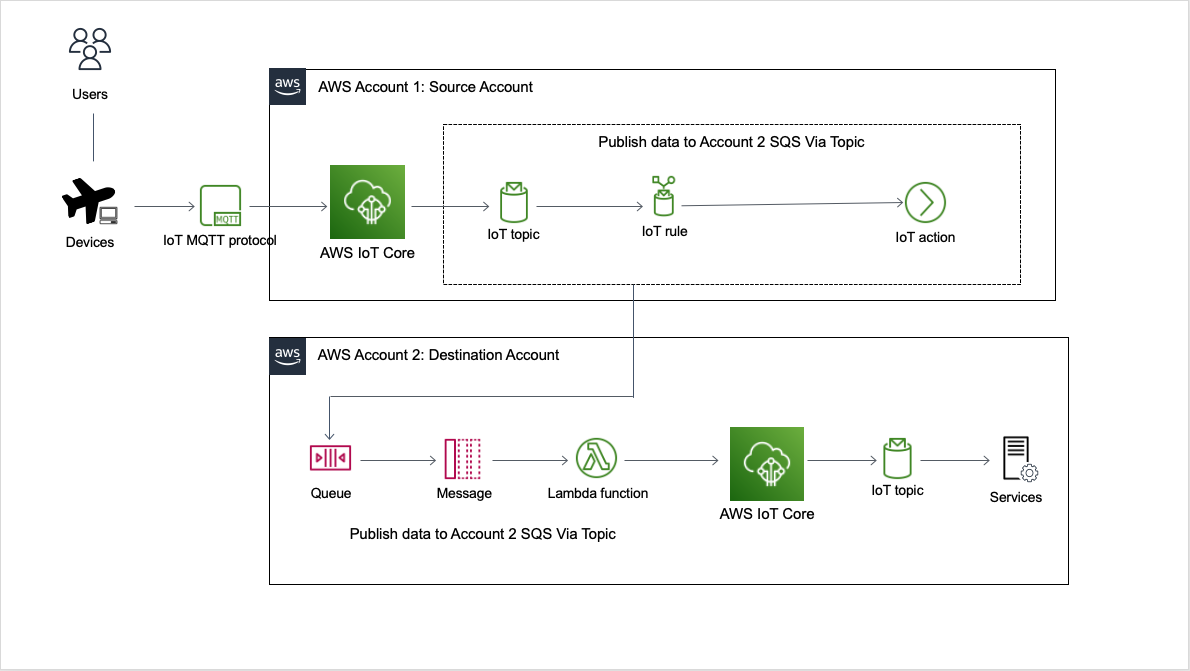 Users
aws
AWS Account 1: Source Account
Publish data to Account 2 SQS Via Topic
Devices
MQTT
IoT MQTT protocol
AWS IoT Core
IoT topic
IoT rule
IoT action
aws
AWS Account 2: Destination Account
Queue
Message
Lambda function
AWS IoT Core
IoT topic
Services
Publish data to Account 2 SQS Via Topic